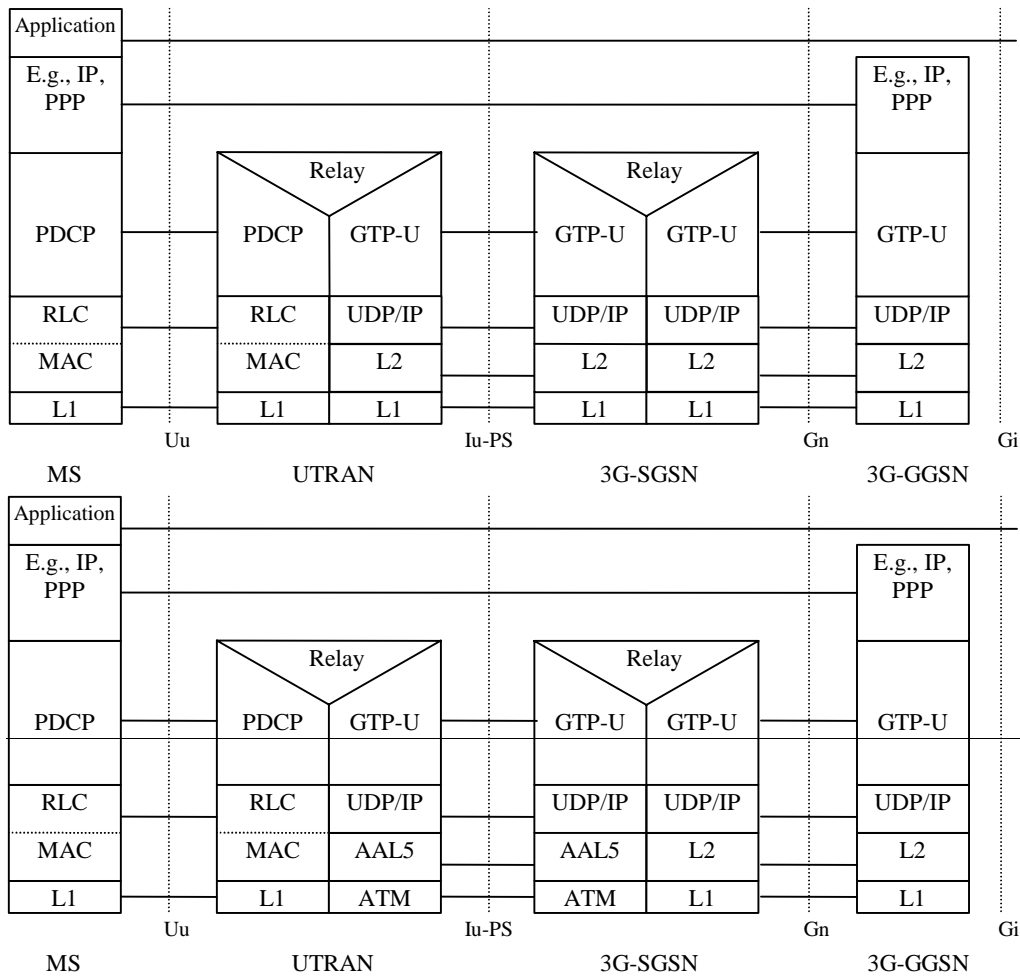 Application
E.g., IP,
PPP
E.g., IP,
PPP
Relay
Relay
PDCP
PDCP
GTP-U
GTP-U
GTP-U
GTP-U
RLC
RLC
UDP/IP
UDP/IP
UDP/IP
UDP/IP
MAC
MAC
L2
L2
L2
L2
L1
L1
L1
L1
L1
L1
Uu
Iu-PS
Gn
Gi
MS
UTRAN
3G-SGSN
3G-GGSN
Application
E.g., IP,
PPP
E.g., IP,
PPP
Relay
Relay
PDCP
PDCP
GTP-U
GTP-U
GTP-U
GTP-U
RLC
RLC
UDP/IP
UDP/IP
UDP/IP
UDP/IP
MAC
MAC
AAL5
AAL5
L2
L2
L1
L1
ATM
ATM
L1
L1
Uu
Iu-PS
Gn
Gi
MS
UTRAN
3G-SGSN
3G-GGSN